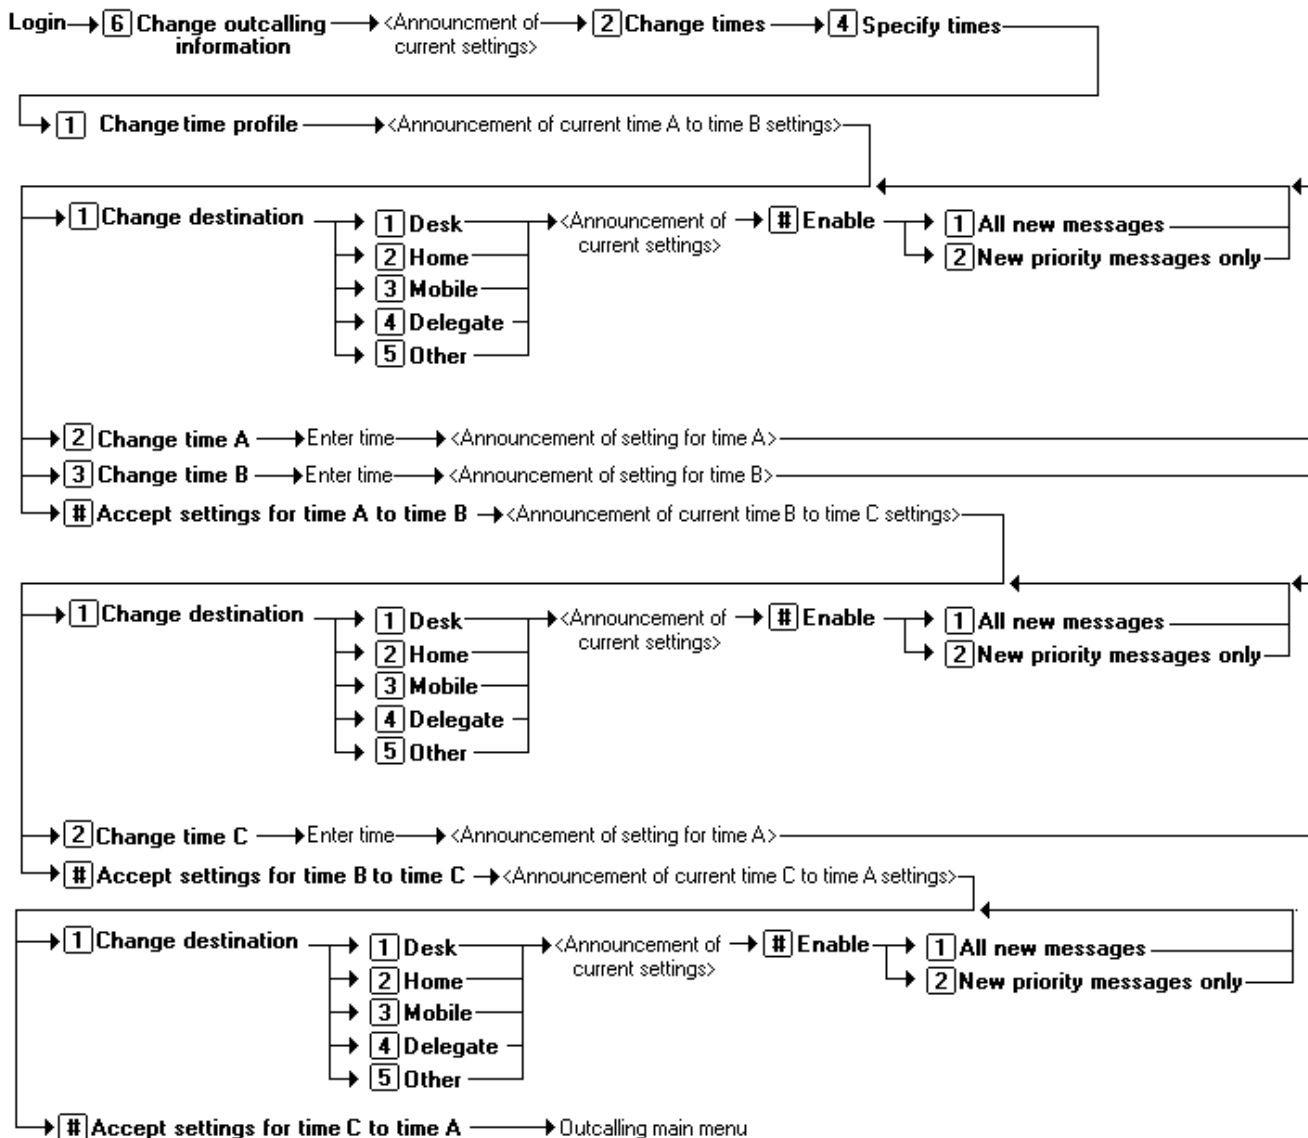 Login 6 Change outcalling <Announcment of 2 Change times 4 Specify times
information current settings>
1 Change time profile <Announcement of current time A to time B settings>
1 Change destination 1 Desk <Announcement of # Enable 1 All new messages
current settings>
2 Home 2 New priority messages only
3 Mobile
4 Delegate
5 Other
2 Change time A Enter time <Announcement of setting for time A>
3 Change time B Enter time <Announcement of setting for time B>
# Accept settings for time A to time B <Announcement of current time B to time C settings>
1 Change destination 1 Desk <Announcement of # Enable 1 All new messages
current settings>
2 Home 2 New priority messages only
3 Mobile
4 Delegate
5 Other
2 Change time C Enter time <Announcement of setting for time A>
# Accept settings for time B to time C <Announcement of current time C to time A settings>
1 Change destination 1 Desk <Announcement of # Enable 1 All new messages
current settings>
2 Home 2 New priority messages only
3 Mobile
4 Delegate
5 Other
# Accept settings for time C to time A Outcalling main menu